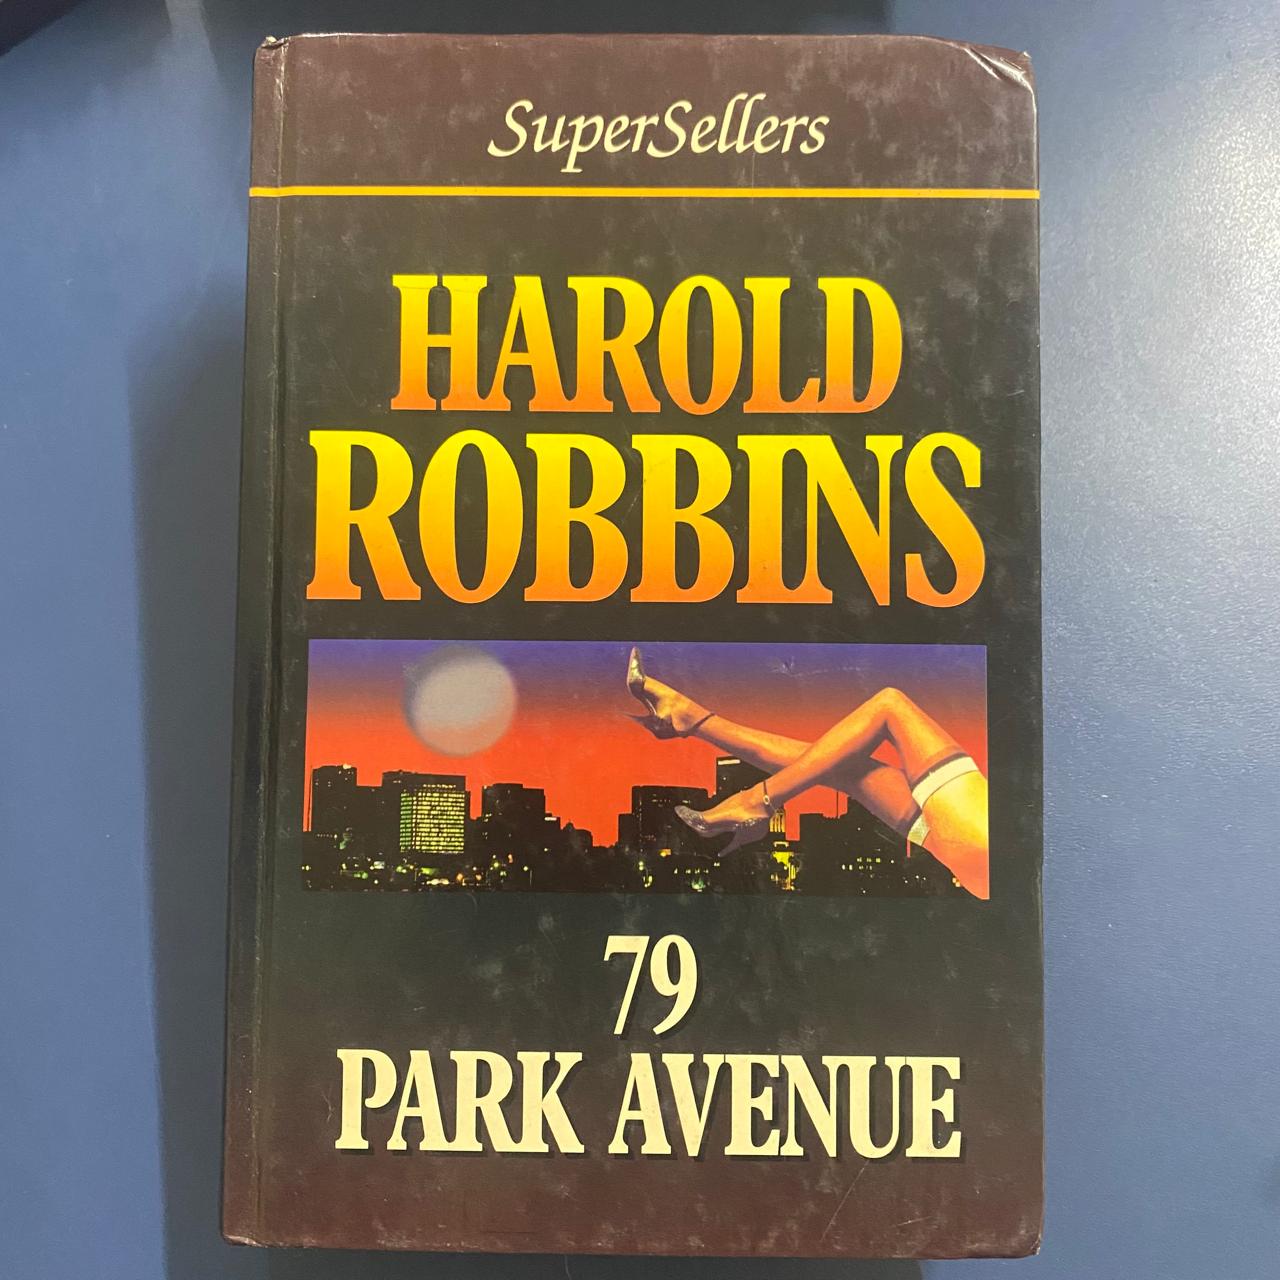 SuperSellers
HAROLD
ROBBINS
79
PARK AVENUE